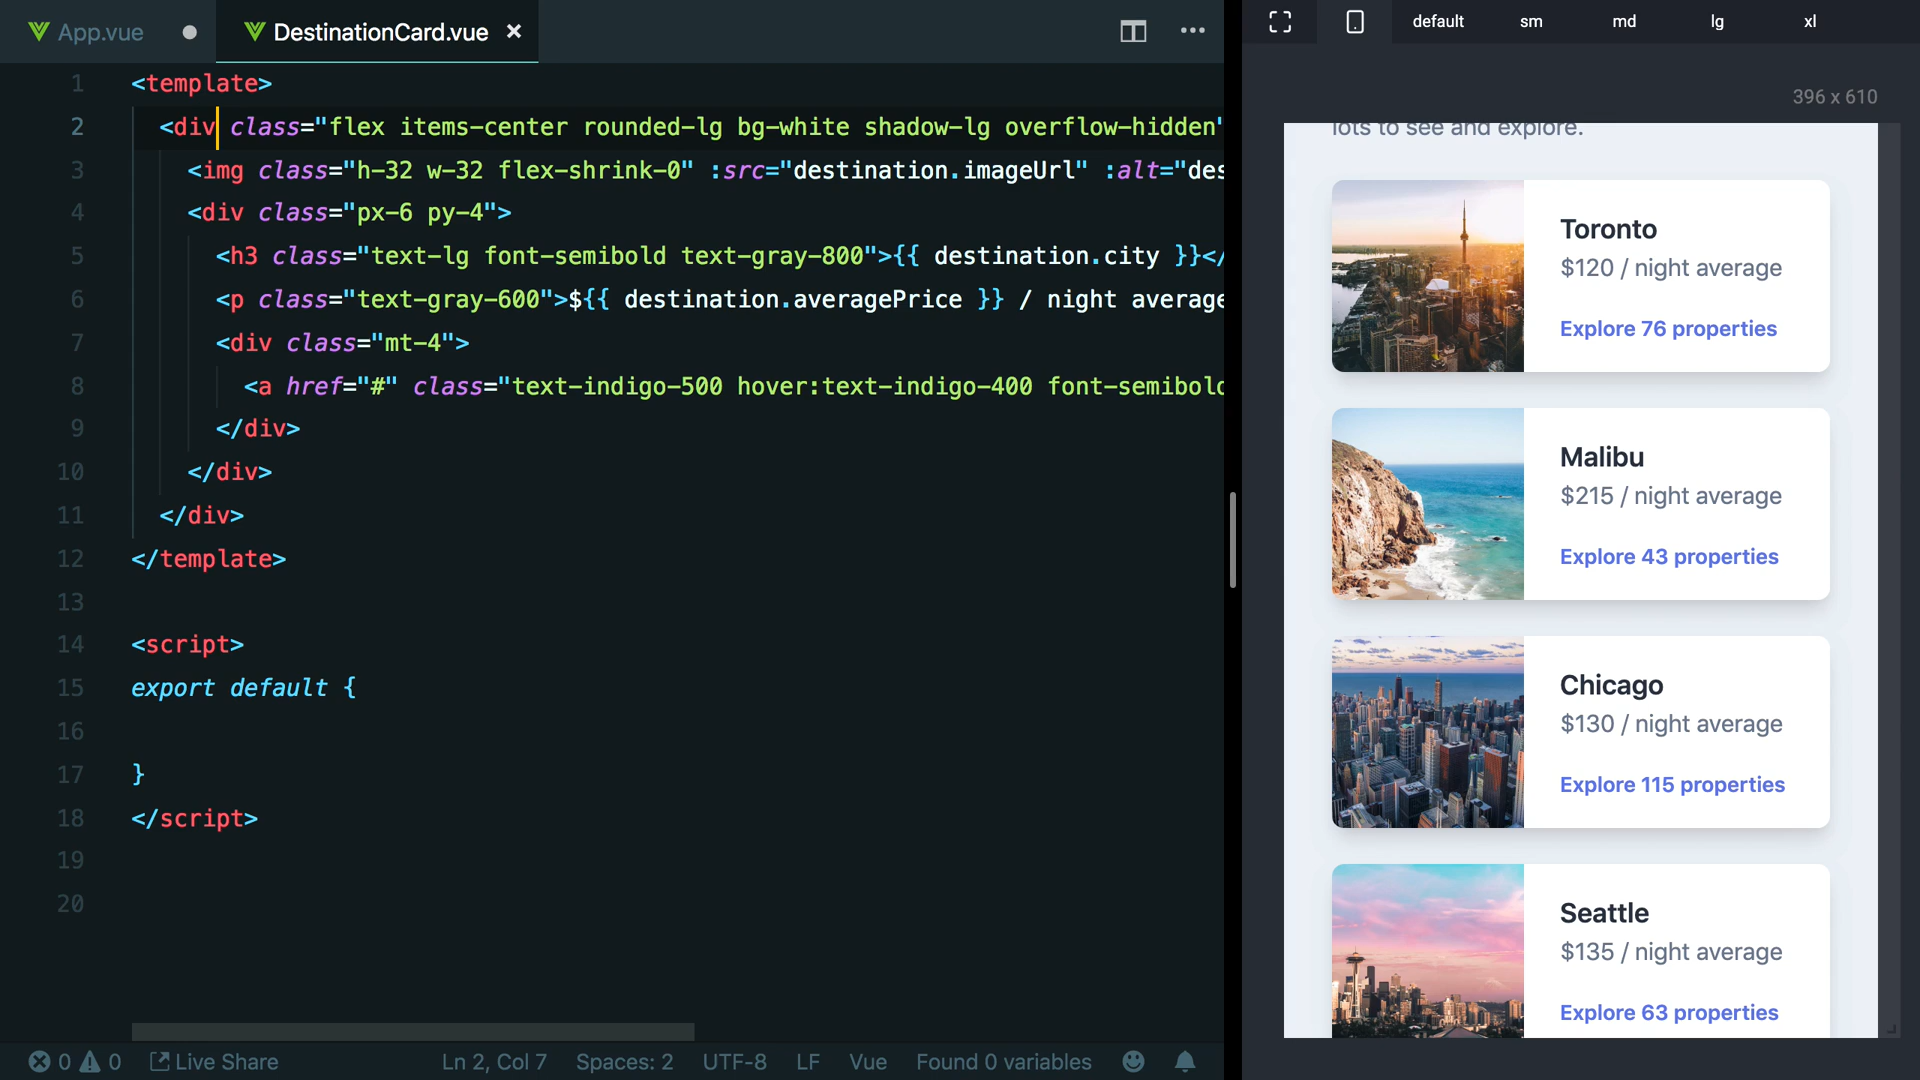 App.vue
DestinationCard.vue
1 <template>
2 <div class="flex items-center rounded-lg bg-white shadow-lg overflow-hidden"
3 <img class="h-32 w-32 flex-shrink-0" :src="destination.imageUrl" :alt="des
4 <div class="px-6 py-4">
5 <h3 class="text-lg font-semibold text-gray-800">{{ destination.city }}</
6 <p class="text-gray-600">${{ destination.averagePrice }} / night average
7 <div class="mt-4">
8 <a href="#" class="text-indigo-500 hover:text-indigo-400 font-semibold
9 </div>
10 </div>
11 </div>
12 </template>
13
14 <script>
15 export default {
16
17 }
18 </script>
19
20
0 0 Live Share Ln 2, Col 7 Spaces: 2 UTF-8 LF Vue Found 0 variables
default sm md lg xl
396 x 610
lots to see and explore.
Toronto
$120 / night average
Explore 76 properties
Malibu
$215 / night average
Explore 43 properties
Chicago
$130 / night average
Explore 115 properties
Seattle
$135 / night average
Explore 63 properties